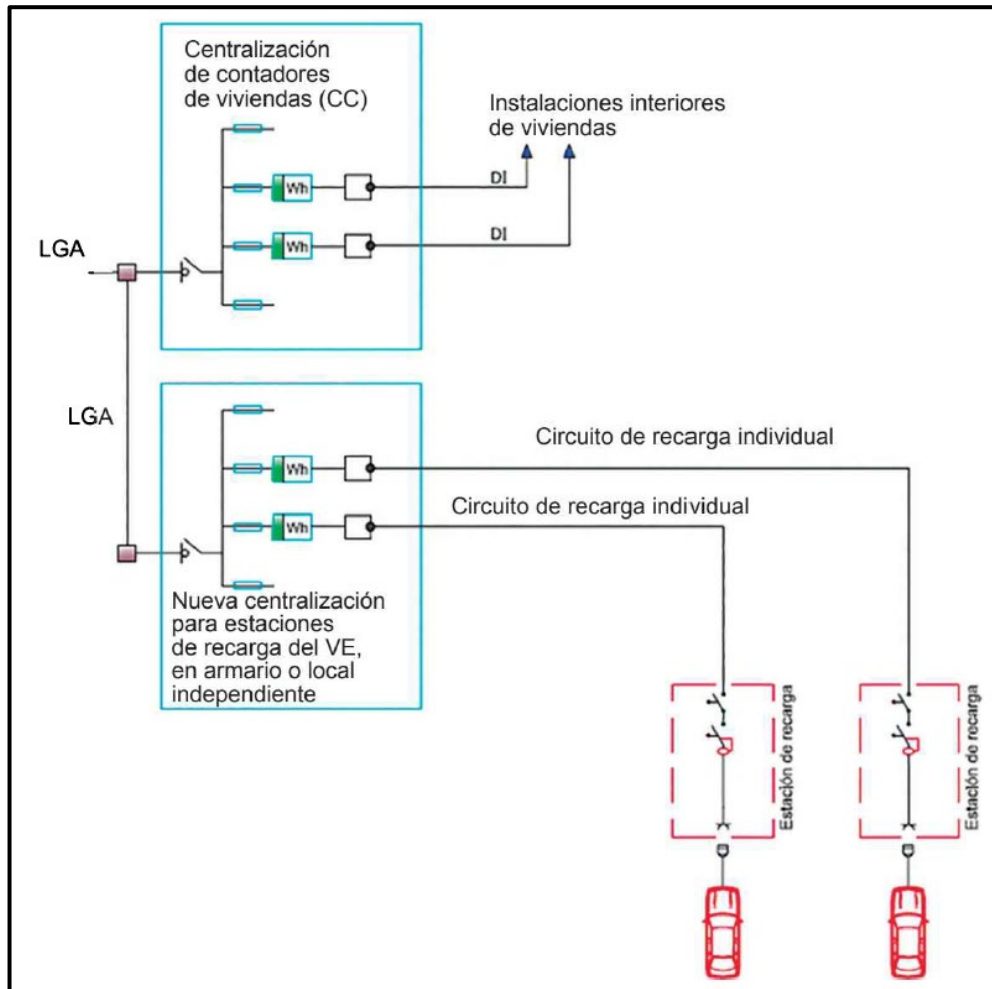 Centralización
de contadores
de viviendas (CC)
Instalaciones interiores
de viviendas
Wh
DI
Wh
DI
LGA
LGA
Circuito de recarga individual
Wh
Circuito de recarga individual
Wh
Nueva centralización
para estaciones
de recarga del VE,
en armario o local
independiente
Estación de recarga
Estación de recarga